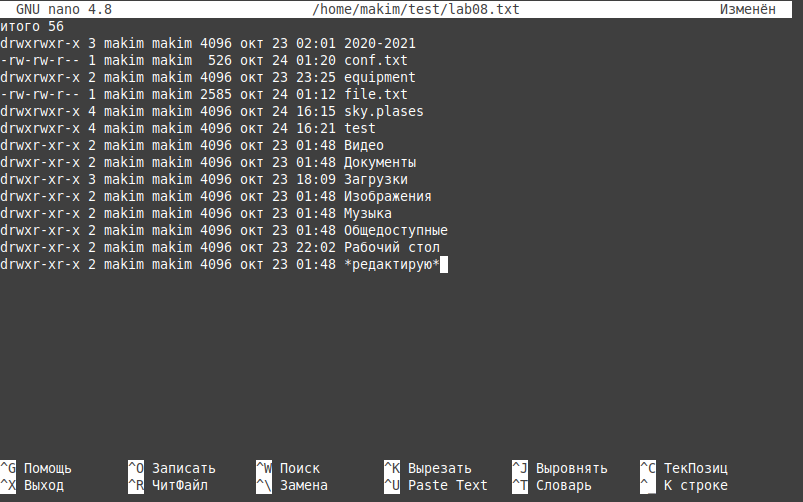 GNU nano 4.8 /home/makim/test/lab08.txt Изменён
итого 56
drwxrwxr-x 3 makim makim 4096 окт 23 02:01 2020-2021
-rw-rw-r-- 1 makim makim  526 окт 24 01:20 conf.txt
drwxrwxr-x 2 makim makim 4096 окт 23 23:25 equipment
-rw-rw-r-- 1 makim makim 2585 окт 24 01:12 file.txt
drwxrwxr-x 4 makim makim 4096 окт 24 16:15 sky.plases
drwxrwxr-x 4 makim makim 4096 окт 24 16:21 test
drwxr-xr-x 2 makim makim 4096 окт 23 01:48 Видео
drwxr-xr-x 2 makim makim 4096 окт 23 01:48 Документы
drwxr-xr-x 3 makim makim 4096 окт 23 18:09 Загрузки
drwxr-xr-x 2 makim makim 4096 окт 23 01:48 Изображения
drwxr-xr-x 2 makim makim 4096 окт 23 01:48 Музыка
drwxr-xr-x 2 makim makim 4096 окт 23 01:48 Общедоступные
drwxr-xr-x 2 makim makim 4096 окт 23 22:02 Рабочий стол
drwxr-xr-x 2 makim makim 4096 окт 23 01:48 *редактирую*
^G Помощь ^O Записать ^W Поиск ^K Вырезать ^J Выровнять ^C ТекПозиц
^X Выход ^R ЧитФайл ^\ Замена ^U Paste Text ^T Словарь ^_ К строке